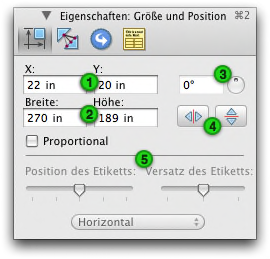 Eigenschaften: Größe und Position ⌘2
X: Y:
22 in 20 in 0°
1 3
Breite: Höhe:
270 in 189 in
2 4
Proportional
5
Position des Etiketts: Versatz des Etiketts:
Horizontal